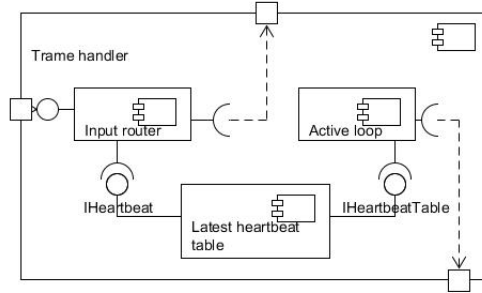 Trame handler
Input router
Active loop
IHeartbeat
IHeartbeatTable
Latest heartbeat
table